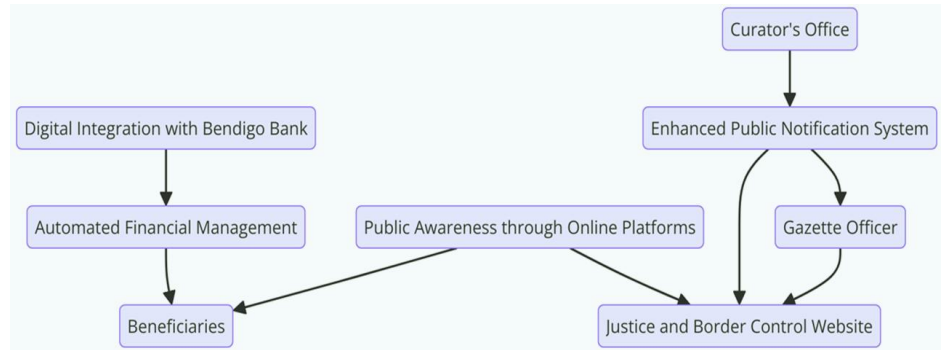 Curator's Office
Digital Integration with Bendigo Bank
Enhanced Public Notification System
Automated Financial Management
Public Awareness through Online Platforms
Gazette Officer
Beneficiaries
Justice and Border Control Website